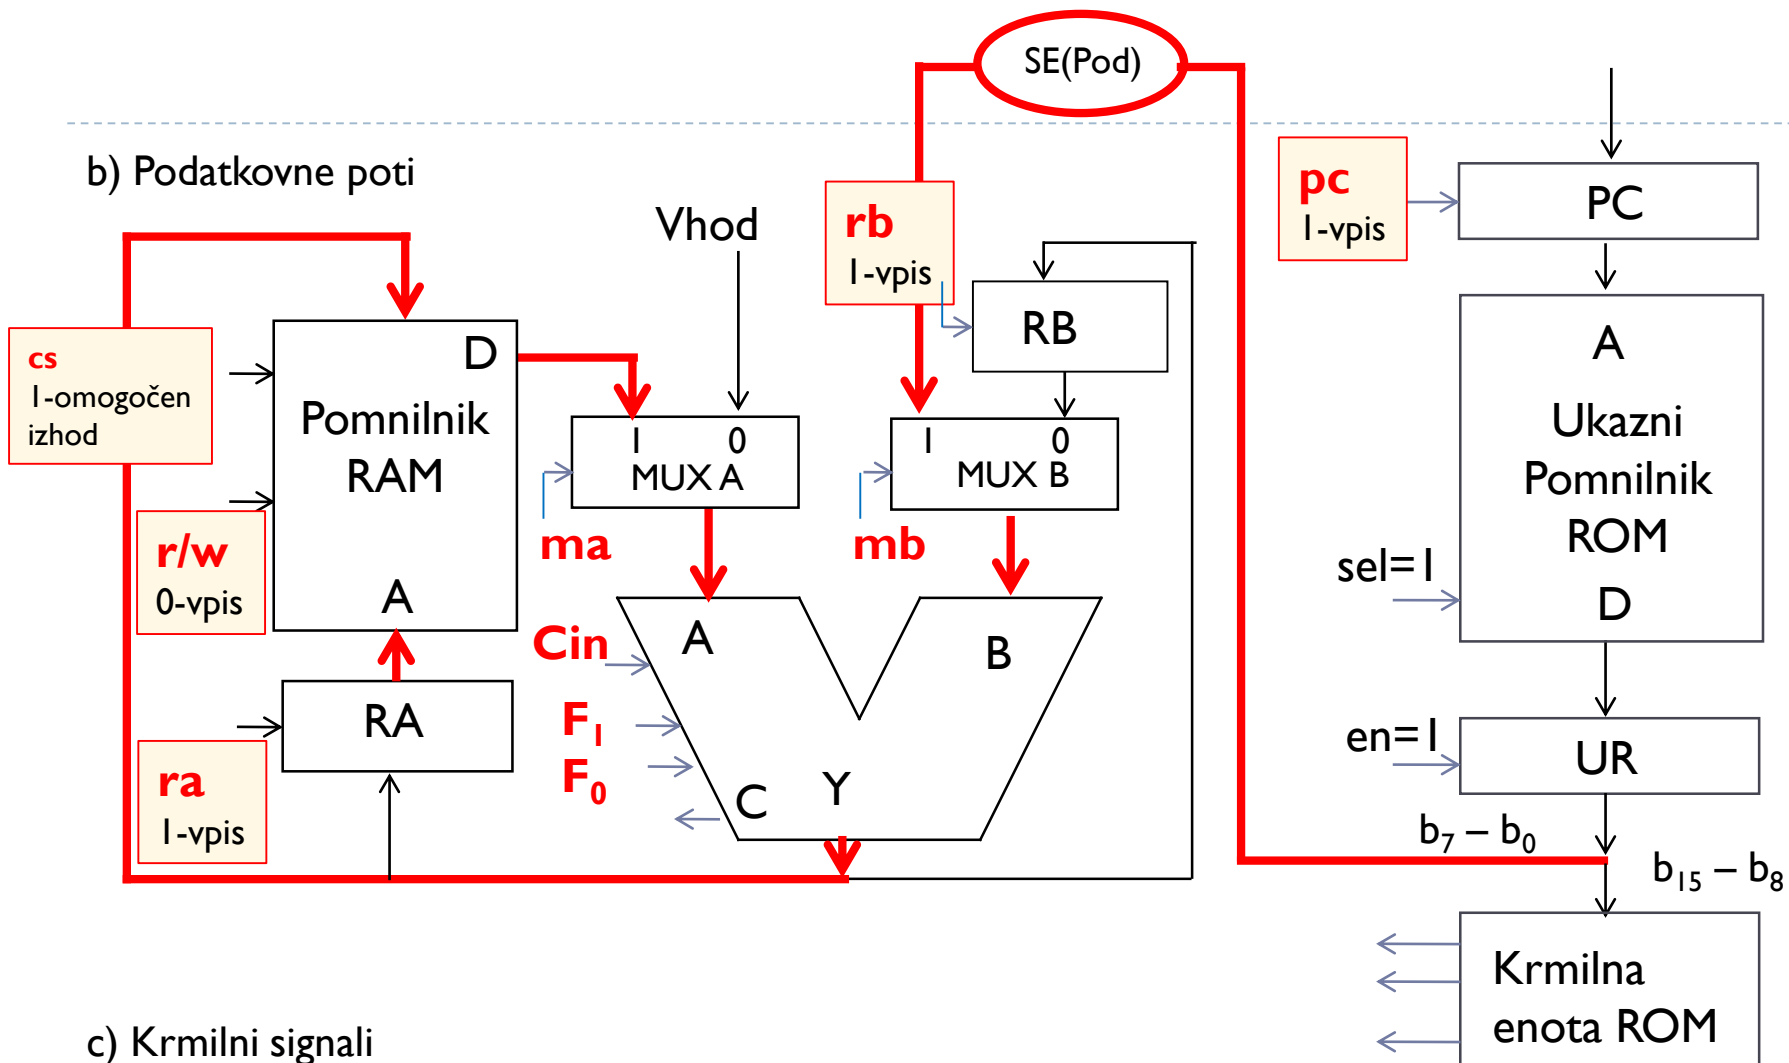 SE(Pod)
b) Podatkovne poti
pc
1-vpis
PC
Vhod
rb
1-vpis
RB
cs
1-omogočen
izhod
D
Pomnilnik
RAM
A
r/w
0-vpis
1 0
MUX A
ma
1 0
MUX B
mb
A
Ukazni
Pomnilnik
ROM
D
sel=1
Cin
F1
F0
A
B
C
Y
RA
ra
1-vpis
en=1
UR
b7 – b0
b15 – b8
Krmilna
enota ROM
c) Krmilni signali